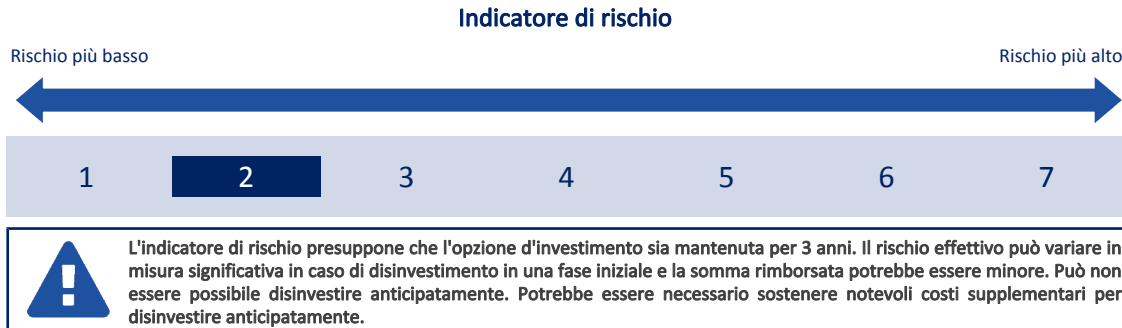 Indicatore di rischio
Rischio più basso
Rischio più alto
1 2 3 4 5 6 7
L'indicatore di rischio presuppone che l'opzione d'investimento sia mantenuta per 3 anni. Il rischio effettivo può variare in
misura significativa in caso di disinvestimento in una fase iniziale e la somma rimborsata potrebbe essere minore. Può non
essere possibile disinvestire anticipatamente. Potrebbe essere necessario sostenere notevoli costi supplementari per
disinvestire anticipatamente.